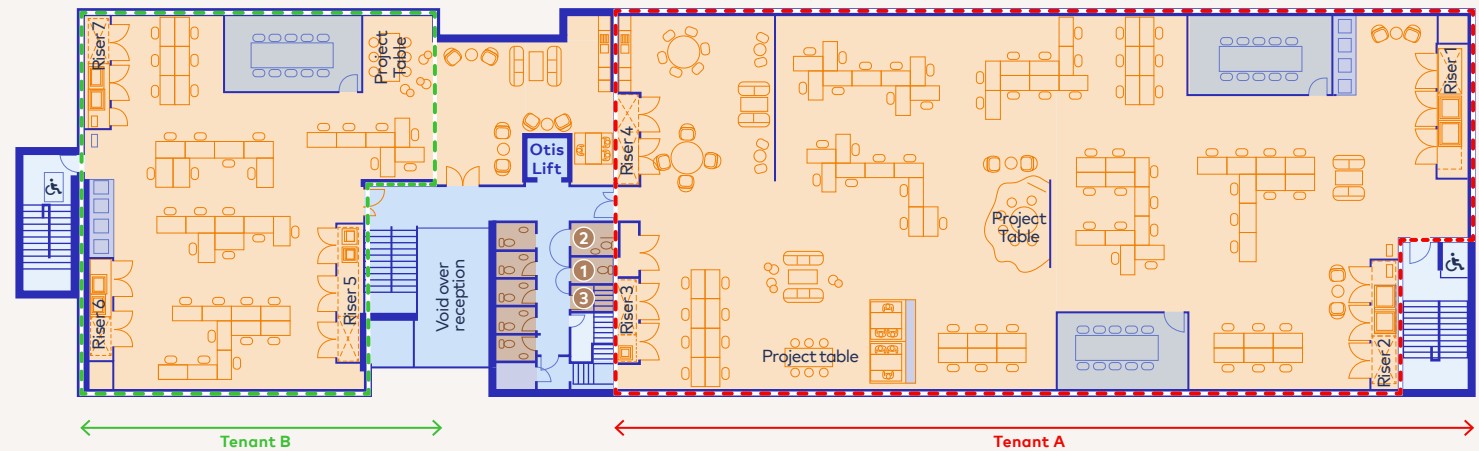 Riser 7
Project
Table
Otis
Lift
Riser 4
Riser 1
Project
Table
2
1
3
Void over
reception
Riser 5
Riser 6
Riser 3
Project table
Riser 2
Tenant B
Tenant A